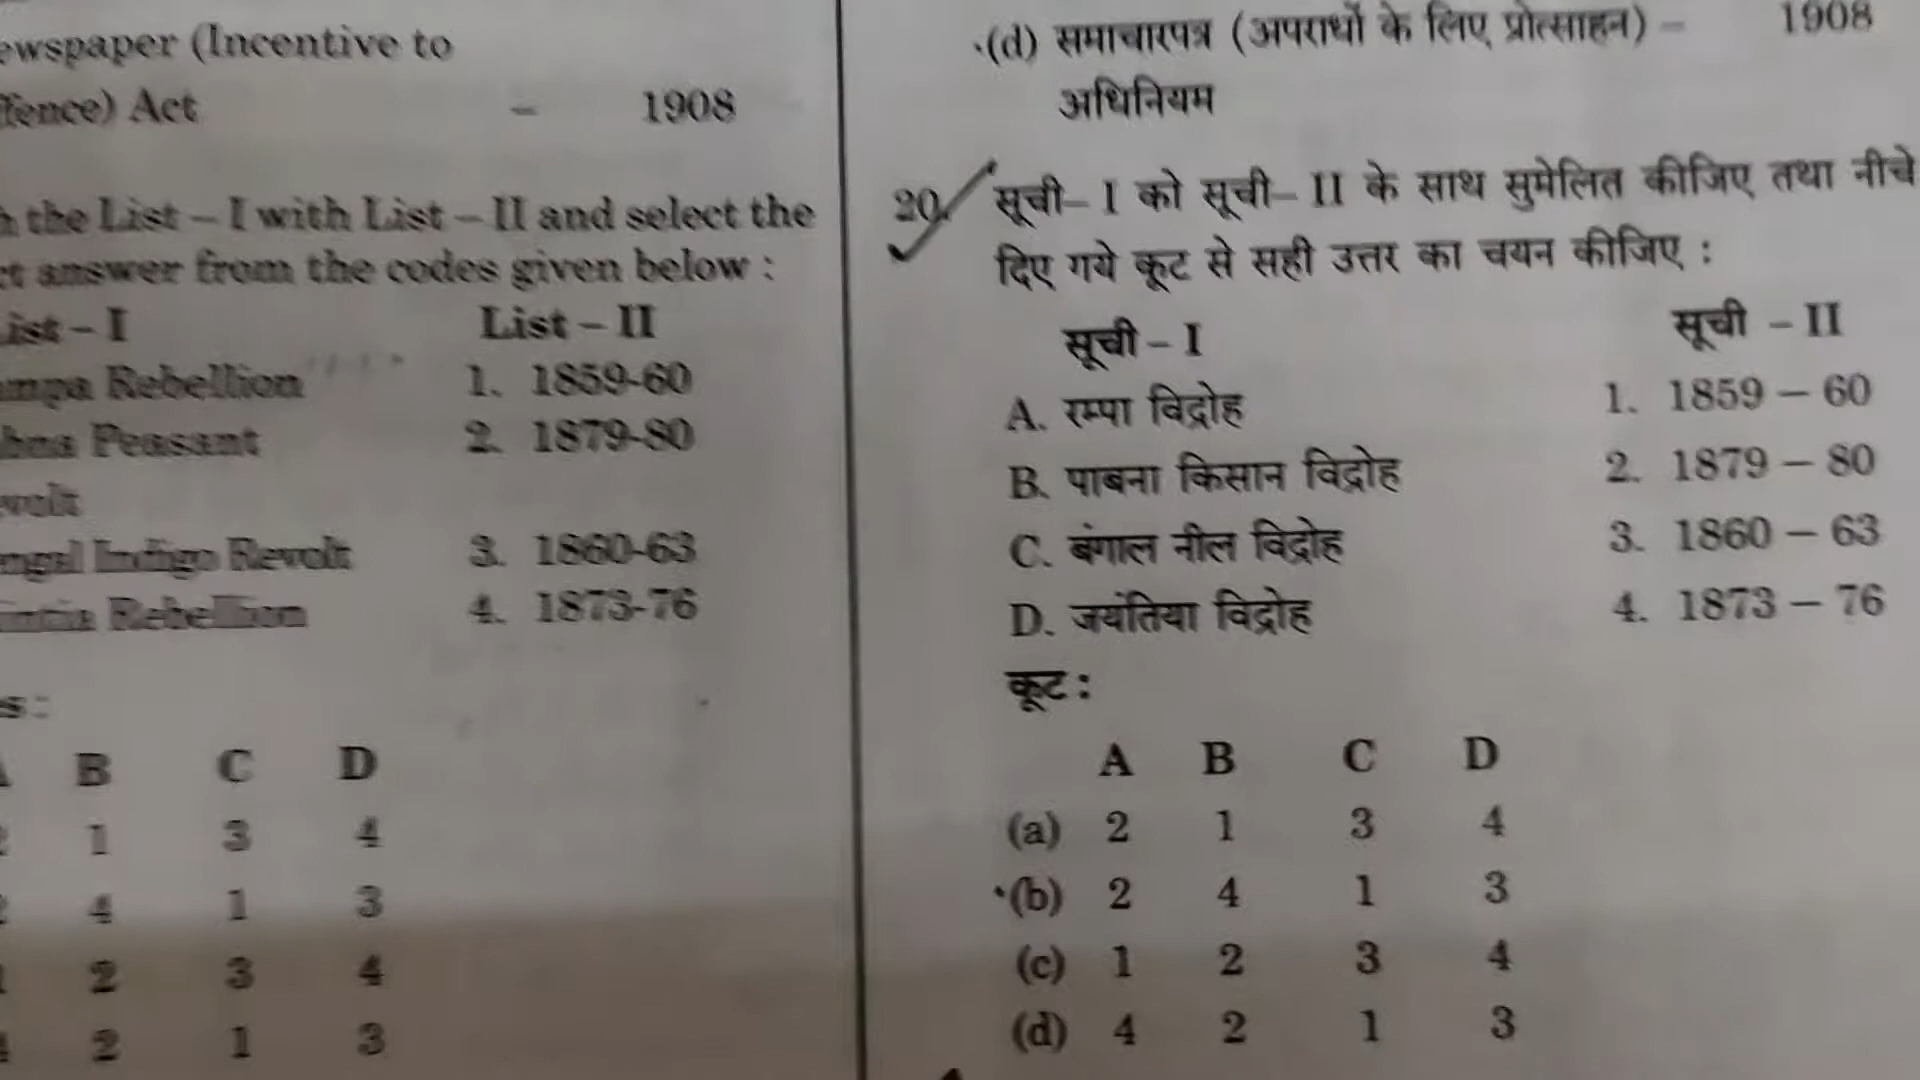 (Incentive to
Act – 1908
the List – I with List – II and select the
answer from the codes given below :
– I List – II
Rebellion 1. 1859-60
Peasant 2. 1879-80
Indigo Revolt 3. 1860-63
Rebellion 4. 1873-76
B C D
1 3 4
4 1 3
2 3 4
2 1 3
(d) समाचारपत्र (अपराधों के लिए प्रोत्साहन) – 1908
अधिनियम
20. सूची– I को सूची– II के साथ सुमेलित कीजिए तथा नीचे
दिए गये कूट से सही उत्तर का चयन कीजिए :
सूची – I सूची – II
A. रम्पा विद्रोह 1. 1859 – 60
B. पाबना किसान विद्रोह 2. 1879 – 80
C. बंगाल नील विद्रोह 3. 1860 – 63
D. जयंतिया विद्रोह 4. 1873 – 76
कूट :
A B C D
(a) 2 1 3 4
(b) 2 4 1 3
(c) 1 2 3 4
(d) 4 2 1 3